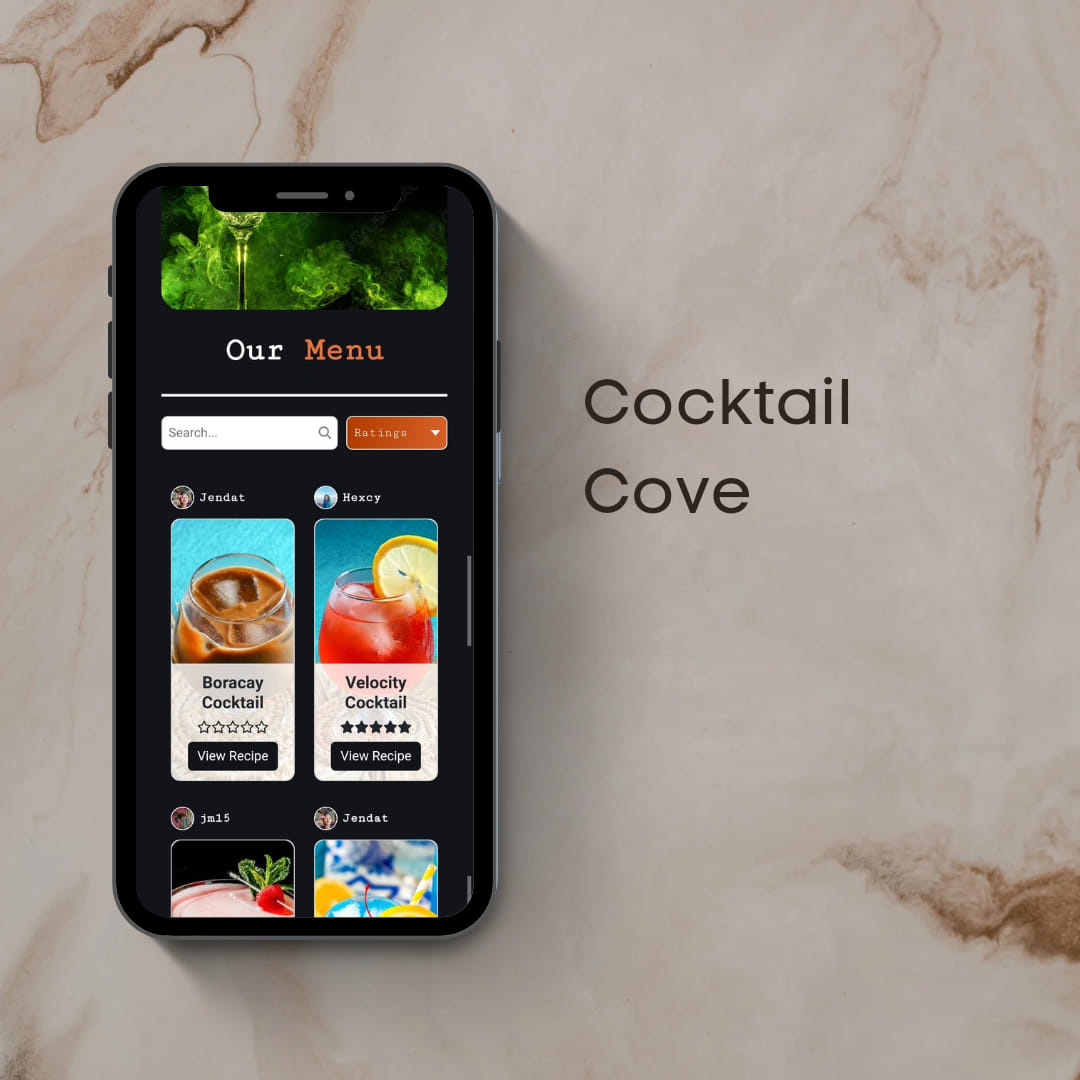 Our Menu
Search...
Ratings
Jendat
Hexcy
Boracay
Cocktail
View Recipe
Velocity
Cocktail
View Recipe
jm15
Jendat
Cocktail
Cove